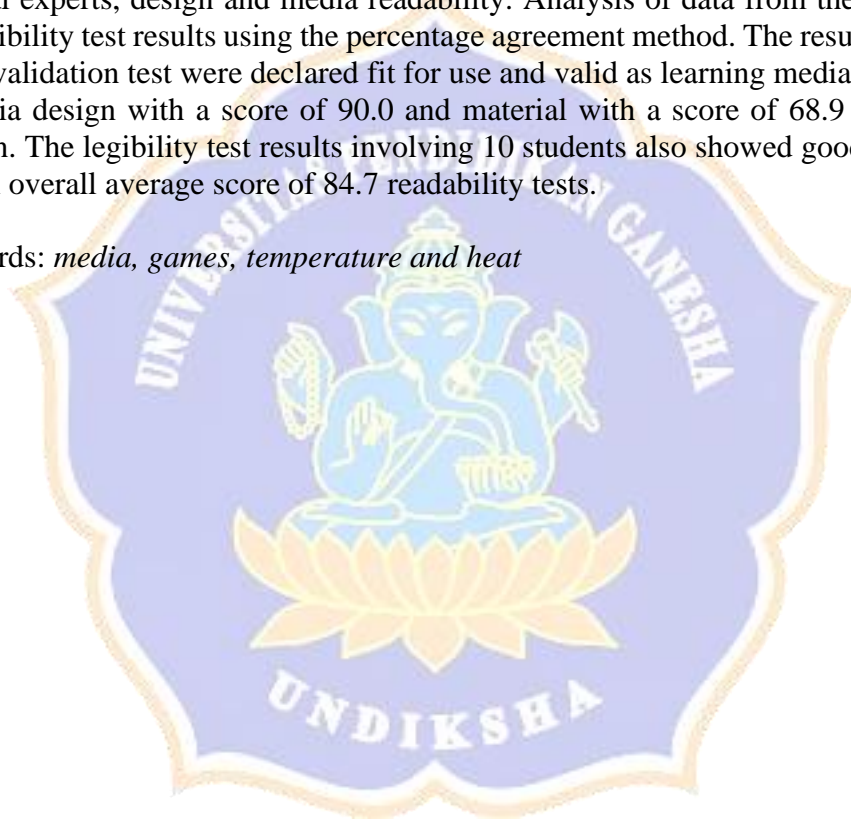 experts, design and media readability. Analysis of data from the
ibility test results using the percentage agreement method. The resu
validation test were declared fit for use and valid as learning media
ia design with a score of 90.0 and material with a score of 68.9
n. The legibility test results involving 10 students also showed goo
overall average score of 84.7 readability tests.
rds: media, games, temperature and heat
UNIVERSITAS PENDIDIKAN GANESHA
UNDIKSHA